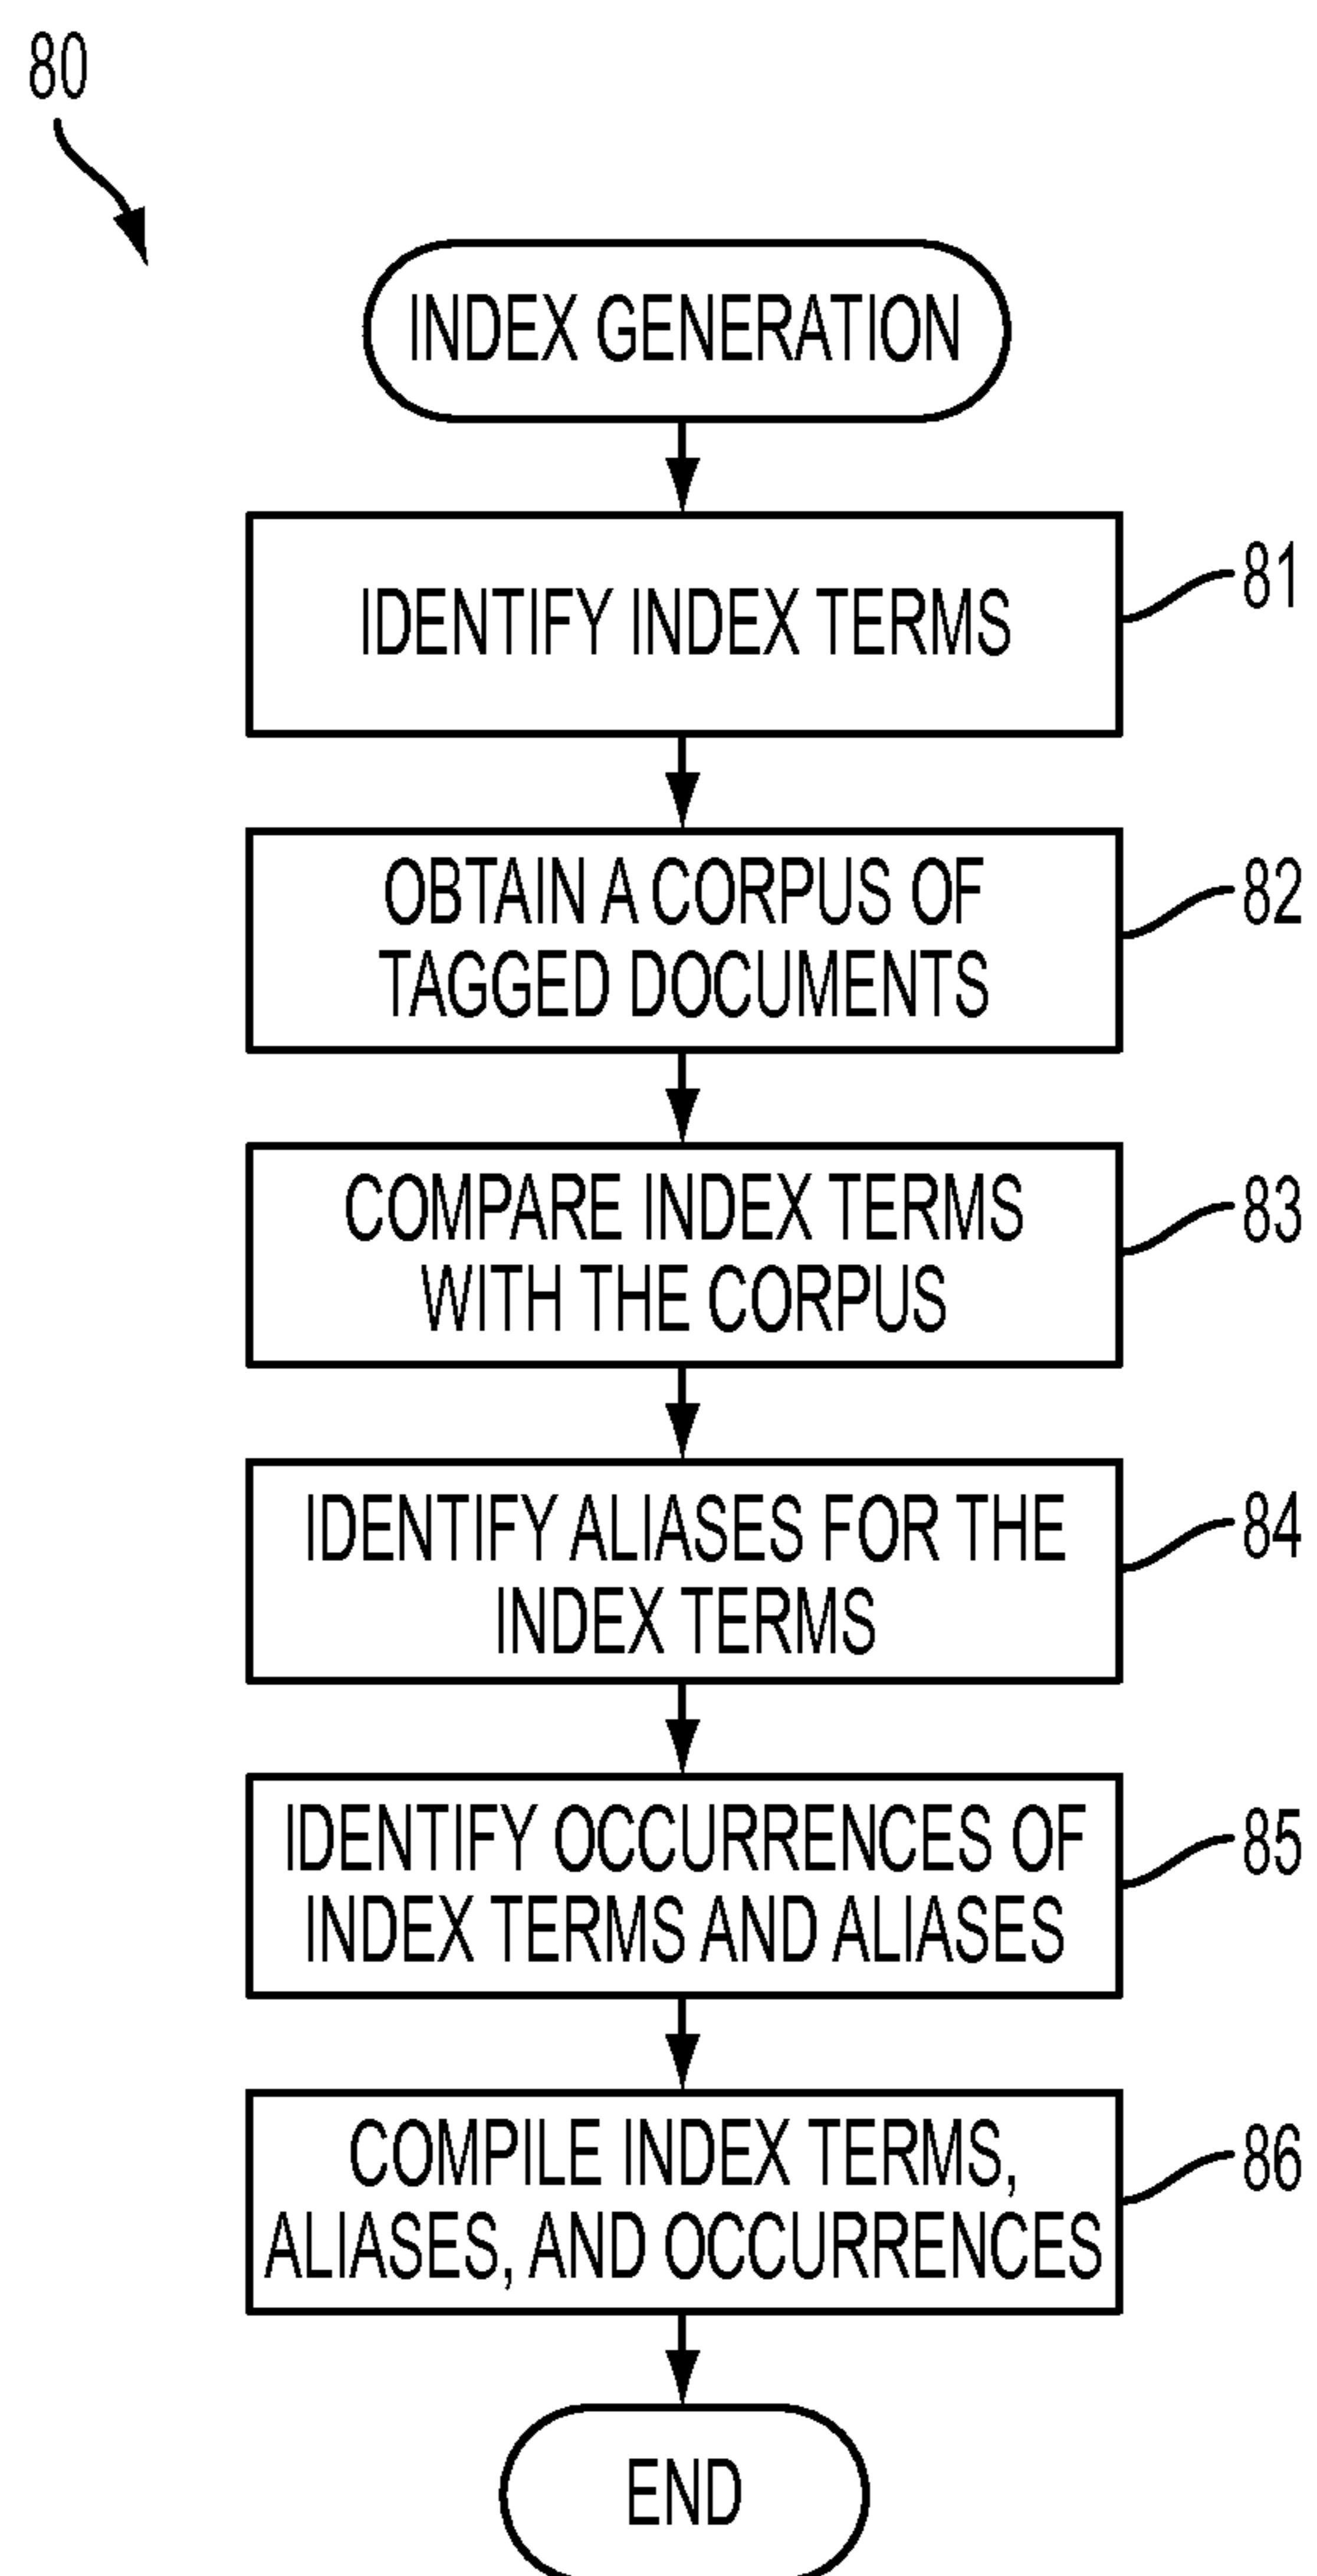 80
INDEX GENERATION
IDENTIFY INDEX TERMS
81
OBTAIN A CORPUS OF
TAGGED DOCUMENTS
82
COMPARE INDEX TERMS
WITH THE CORPUS
83
IDENTIFY ALIASES FOR THE
INDEX TERMS
84
IDENTIFY OCCURRENCES OF
INDEX TERMS AND ALIASES
85
COMPILE INDEX TERMS,
ALIASES, AND OCCURRENCES
86
END